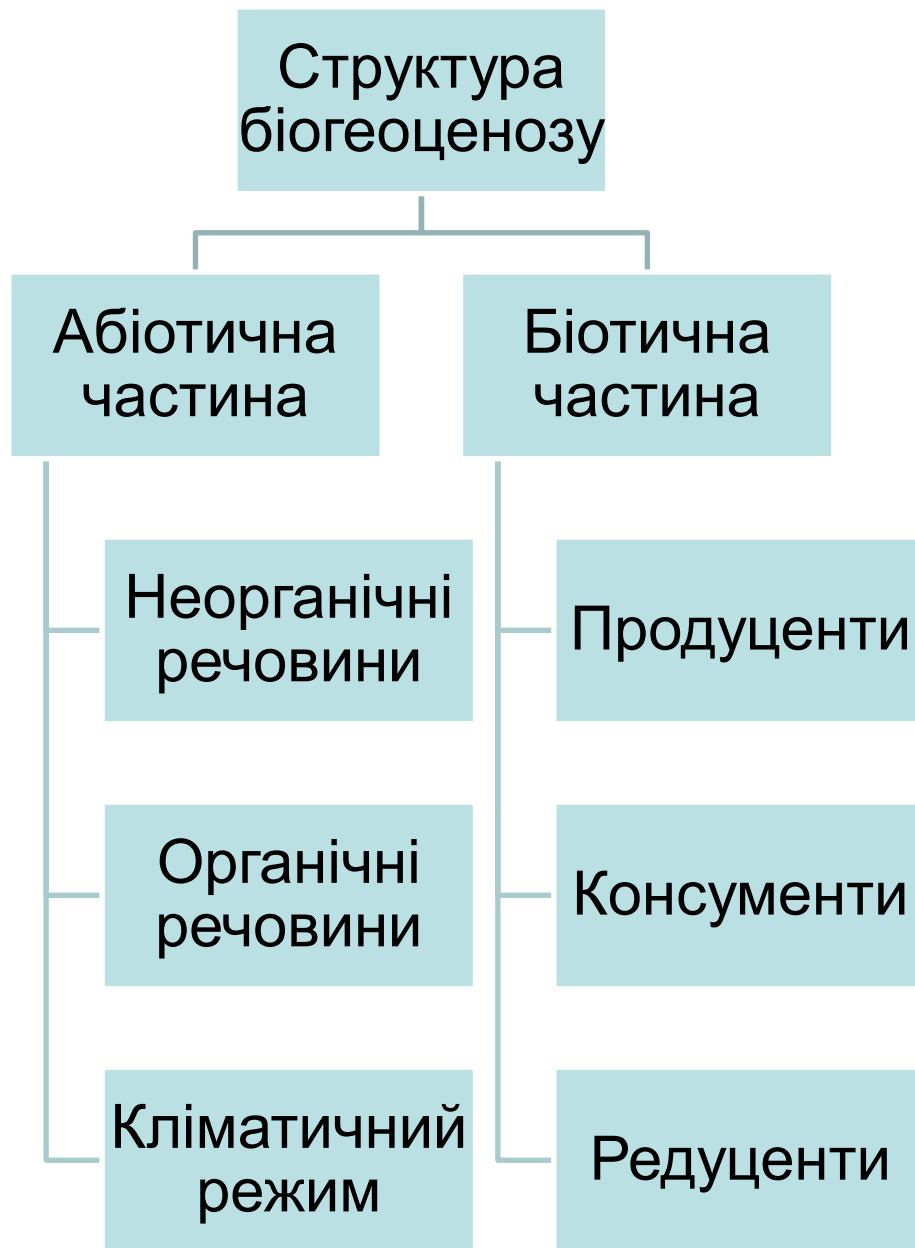 Структура
біогеоценозу
Абіотична
частина
Біотична
частина
Неорганічні
речовини
Продуценти
Органічні
речовини
Консументи
Кліматичний
режим
Редуценти